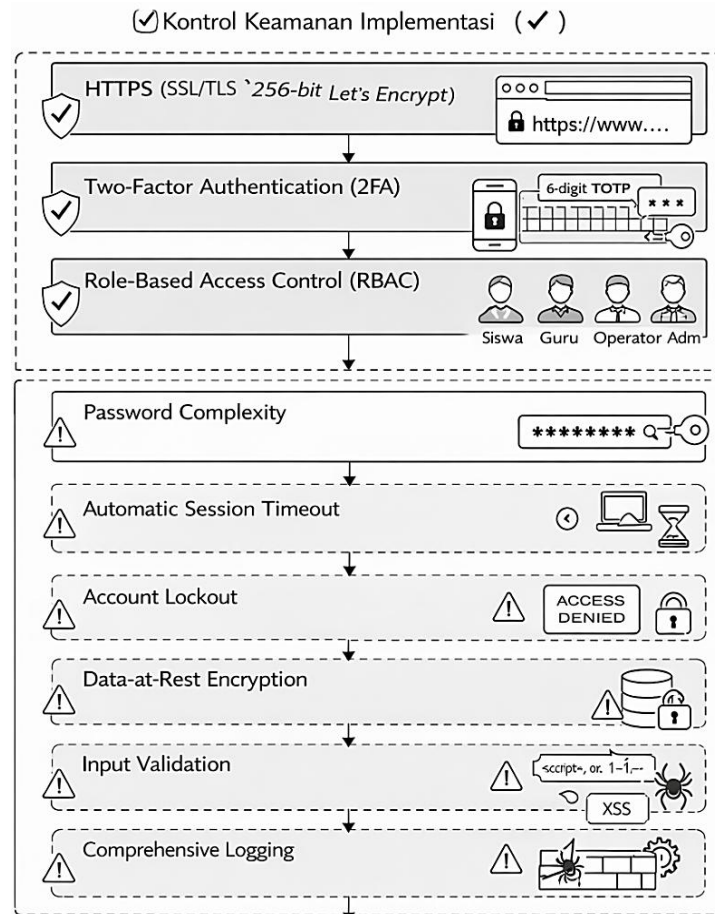 Kontrol Keamanan Implementasi (✓)
HTTPS (SSL/TLS `256-bit Let's Encrypt)
https://www....
Two-Factor Authentication (2FA)
6-digit TOTP
***
Role-Based Access Control (RBAC)
Siswa Guru Operator Adm
Password Complexity
********
Automatic Session Timeout
Account Lockout
ACCESS
DENIED
Data-at-Rest Encryption
Input Validation
or. 1-1,--
XSS
Comprehensive Logging